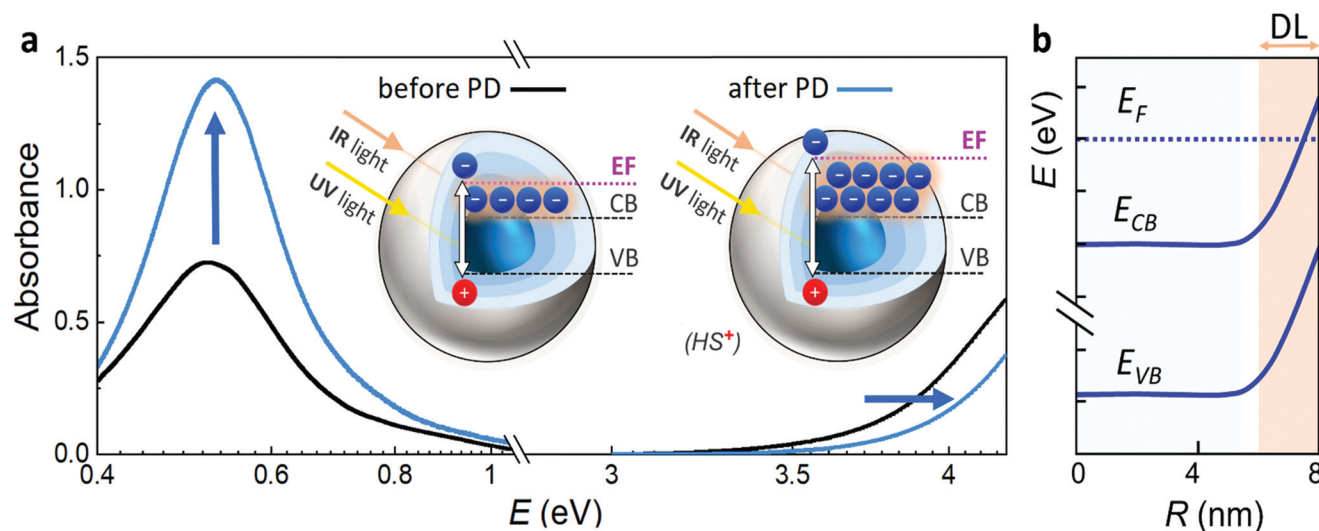 a
Absorbance
1.5
1.0
0.5
0.0
before PD
after PD
IR light
UV light
EF
CB
VB
IR light
UV light
EF
CB
VB
(HS⁺)
0.4 0.6 0.8 1 3 3.5 4
E (eV)
b
DL
E (eV)
E_F
E_CB
E_VB
0 4 8
R (nm)